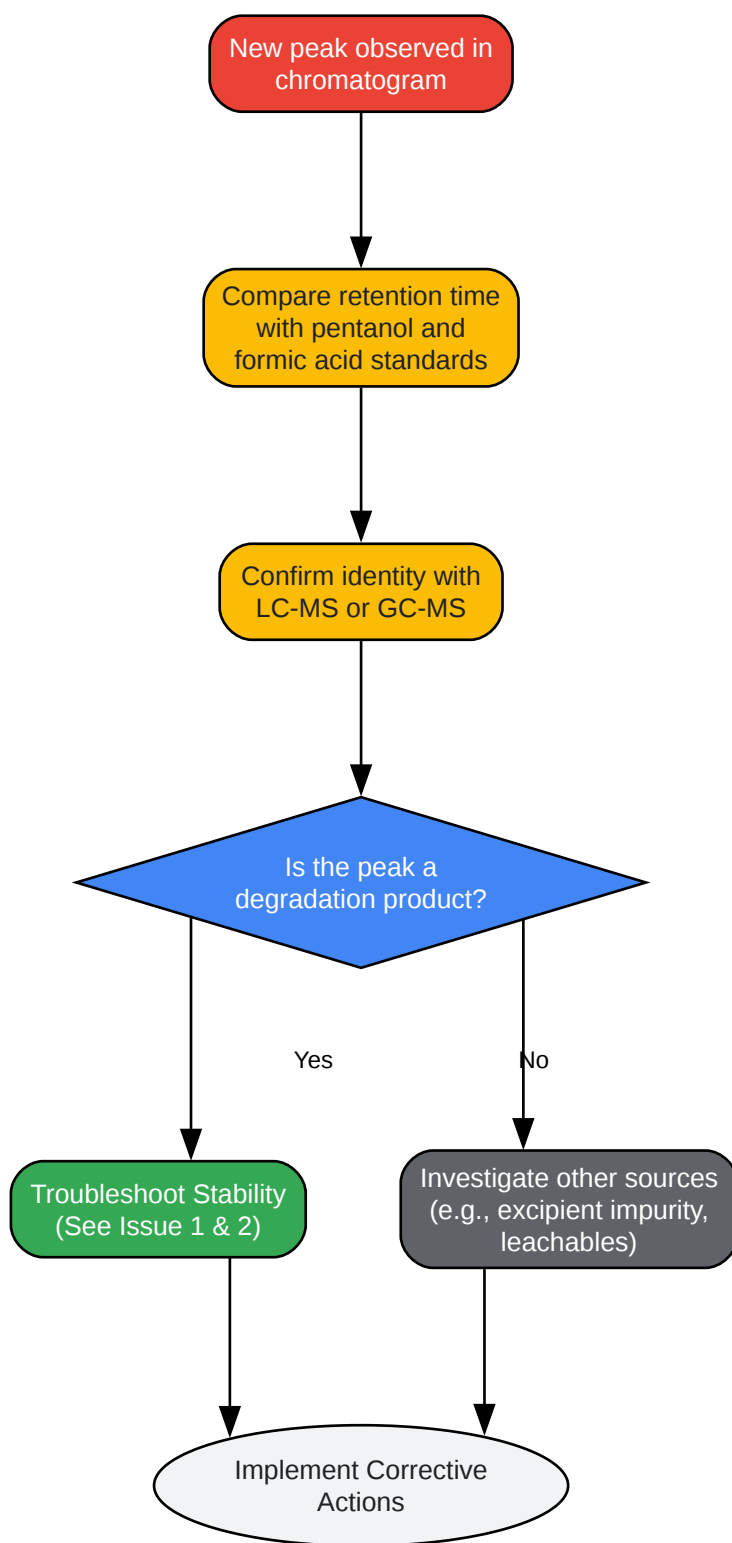 New peak observed in
chromatogram
Compare retention time
with pentanol and
formic acid standards
Confirm identity with
LC-MS or GC-MS
Is the peak a
degradation product?
Yes
No
Troubleshoot Stability
(See Issue 1 & 2)
Investigate other sources
(e.g., excipient impurity,
leachables)
Implement Corrective
Actions